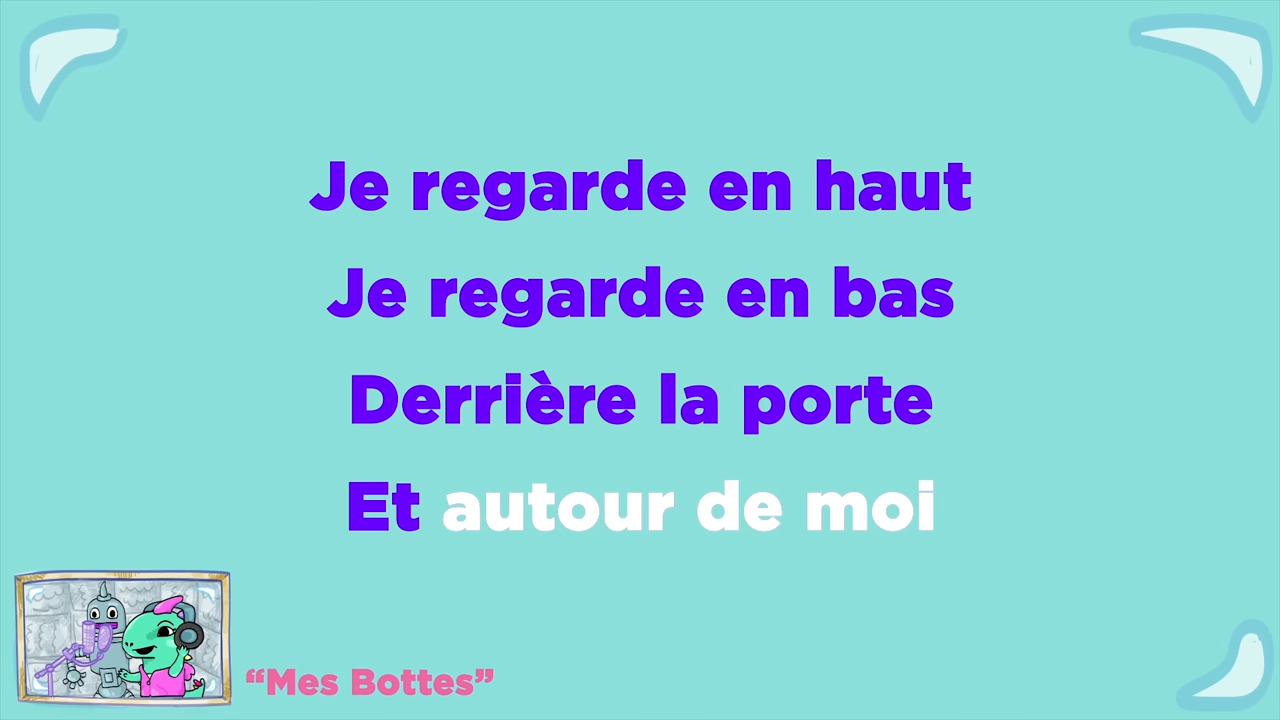 Je regarde en haut
Je regarde en bas
Derrière la porte
Et autour de moi
“Mes Bottes”